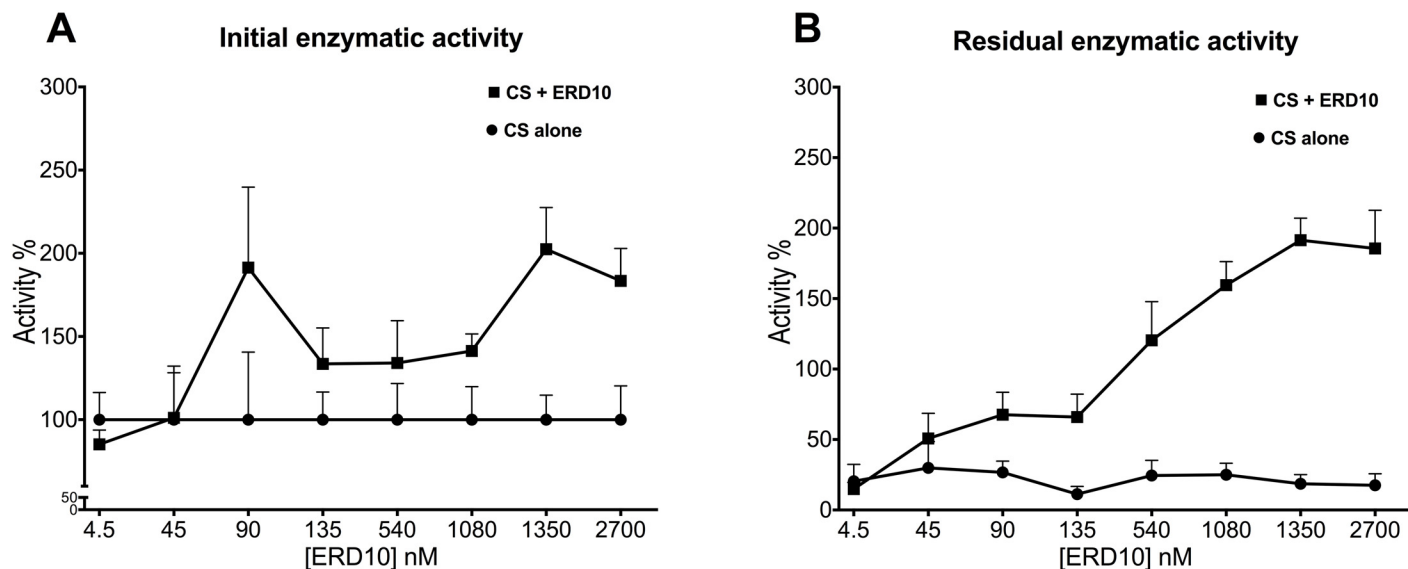 A
Initial enzymatic activity
CS + ERD10
CS alone
Activity %
300
250
200
150
100
50
0
4.5 45 90 135 540 1080 1350 2700
[ERD10] nM
B
Residual enzymatic activity
CS + ERD10
CS alone
Activity %
300
250
200
150
100
50
0
4.5 45 90 135 540 1080 1350 2700
[ERD10] nM